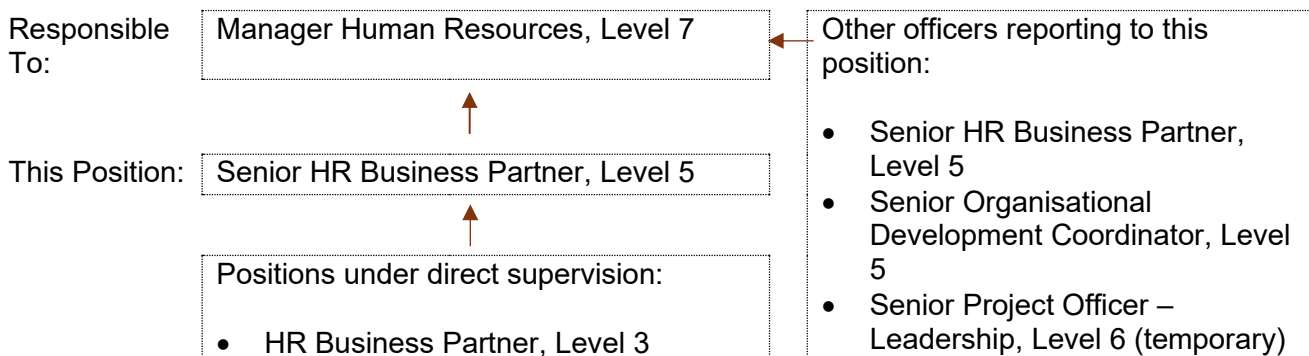 Responsible
To:
Manager Human Resources, Level 7
This Position:
Senior HR Business Partner, Level 5
Positions under direct supervision:
• HR Business Partner, Level 3
Other officers reporting to this
position:
• Senior HR Business Partner,
Level 5
• Senior Organisational
Development Coordinator, Level
5
• Senior Project Officer –
Leadership, Level 6 (temporary)